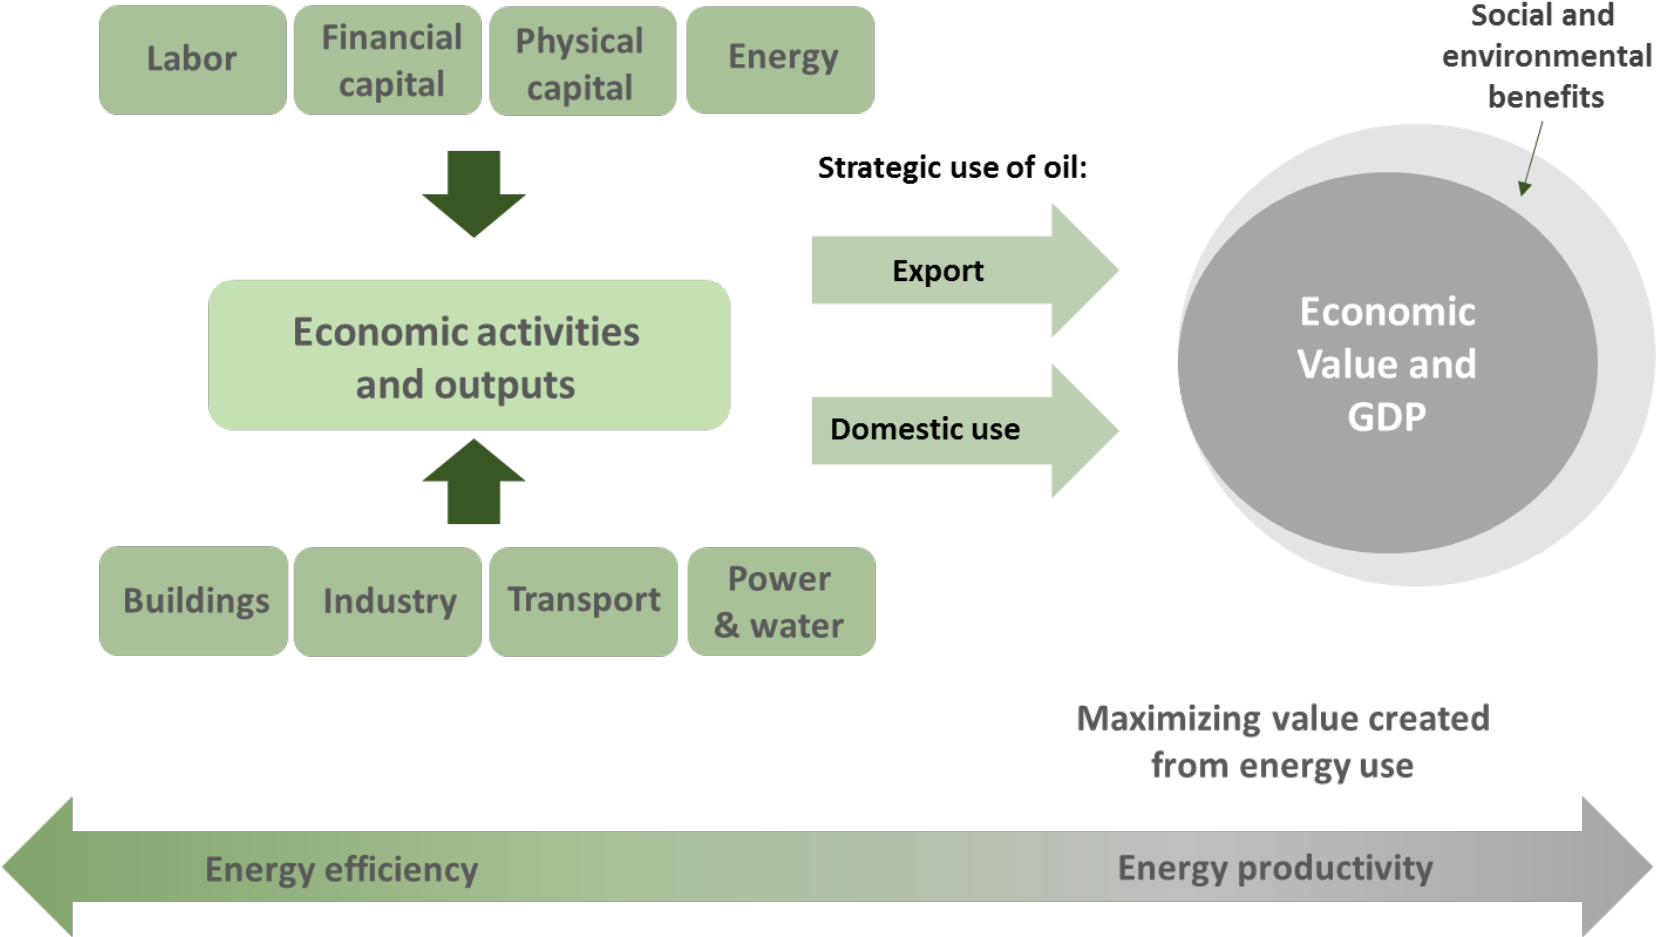 Labor
Financial
capital
Physical
capital
Energy
Social and
environmental
benefits
Strategic use of oil:
Export
Economic activities
and outputs
Domestic use
Economic
Value and
GDP
Buildings
Industry
Transport
Power
& water
Maximizing value created
from energy use
Energy efficiency
Energy productivity